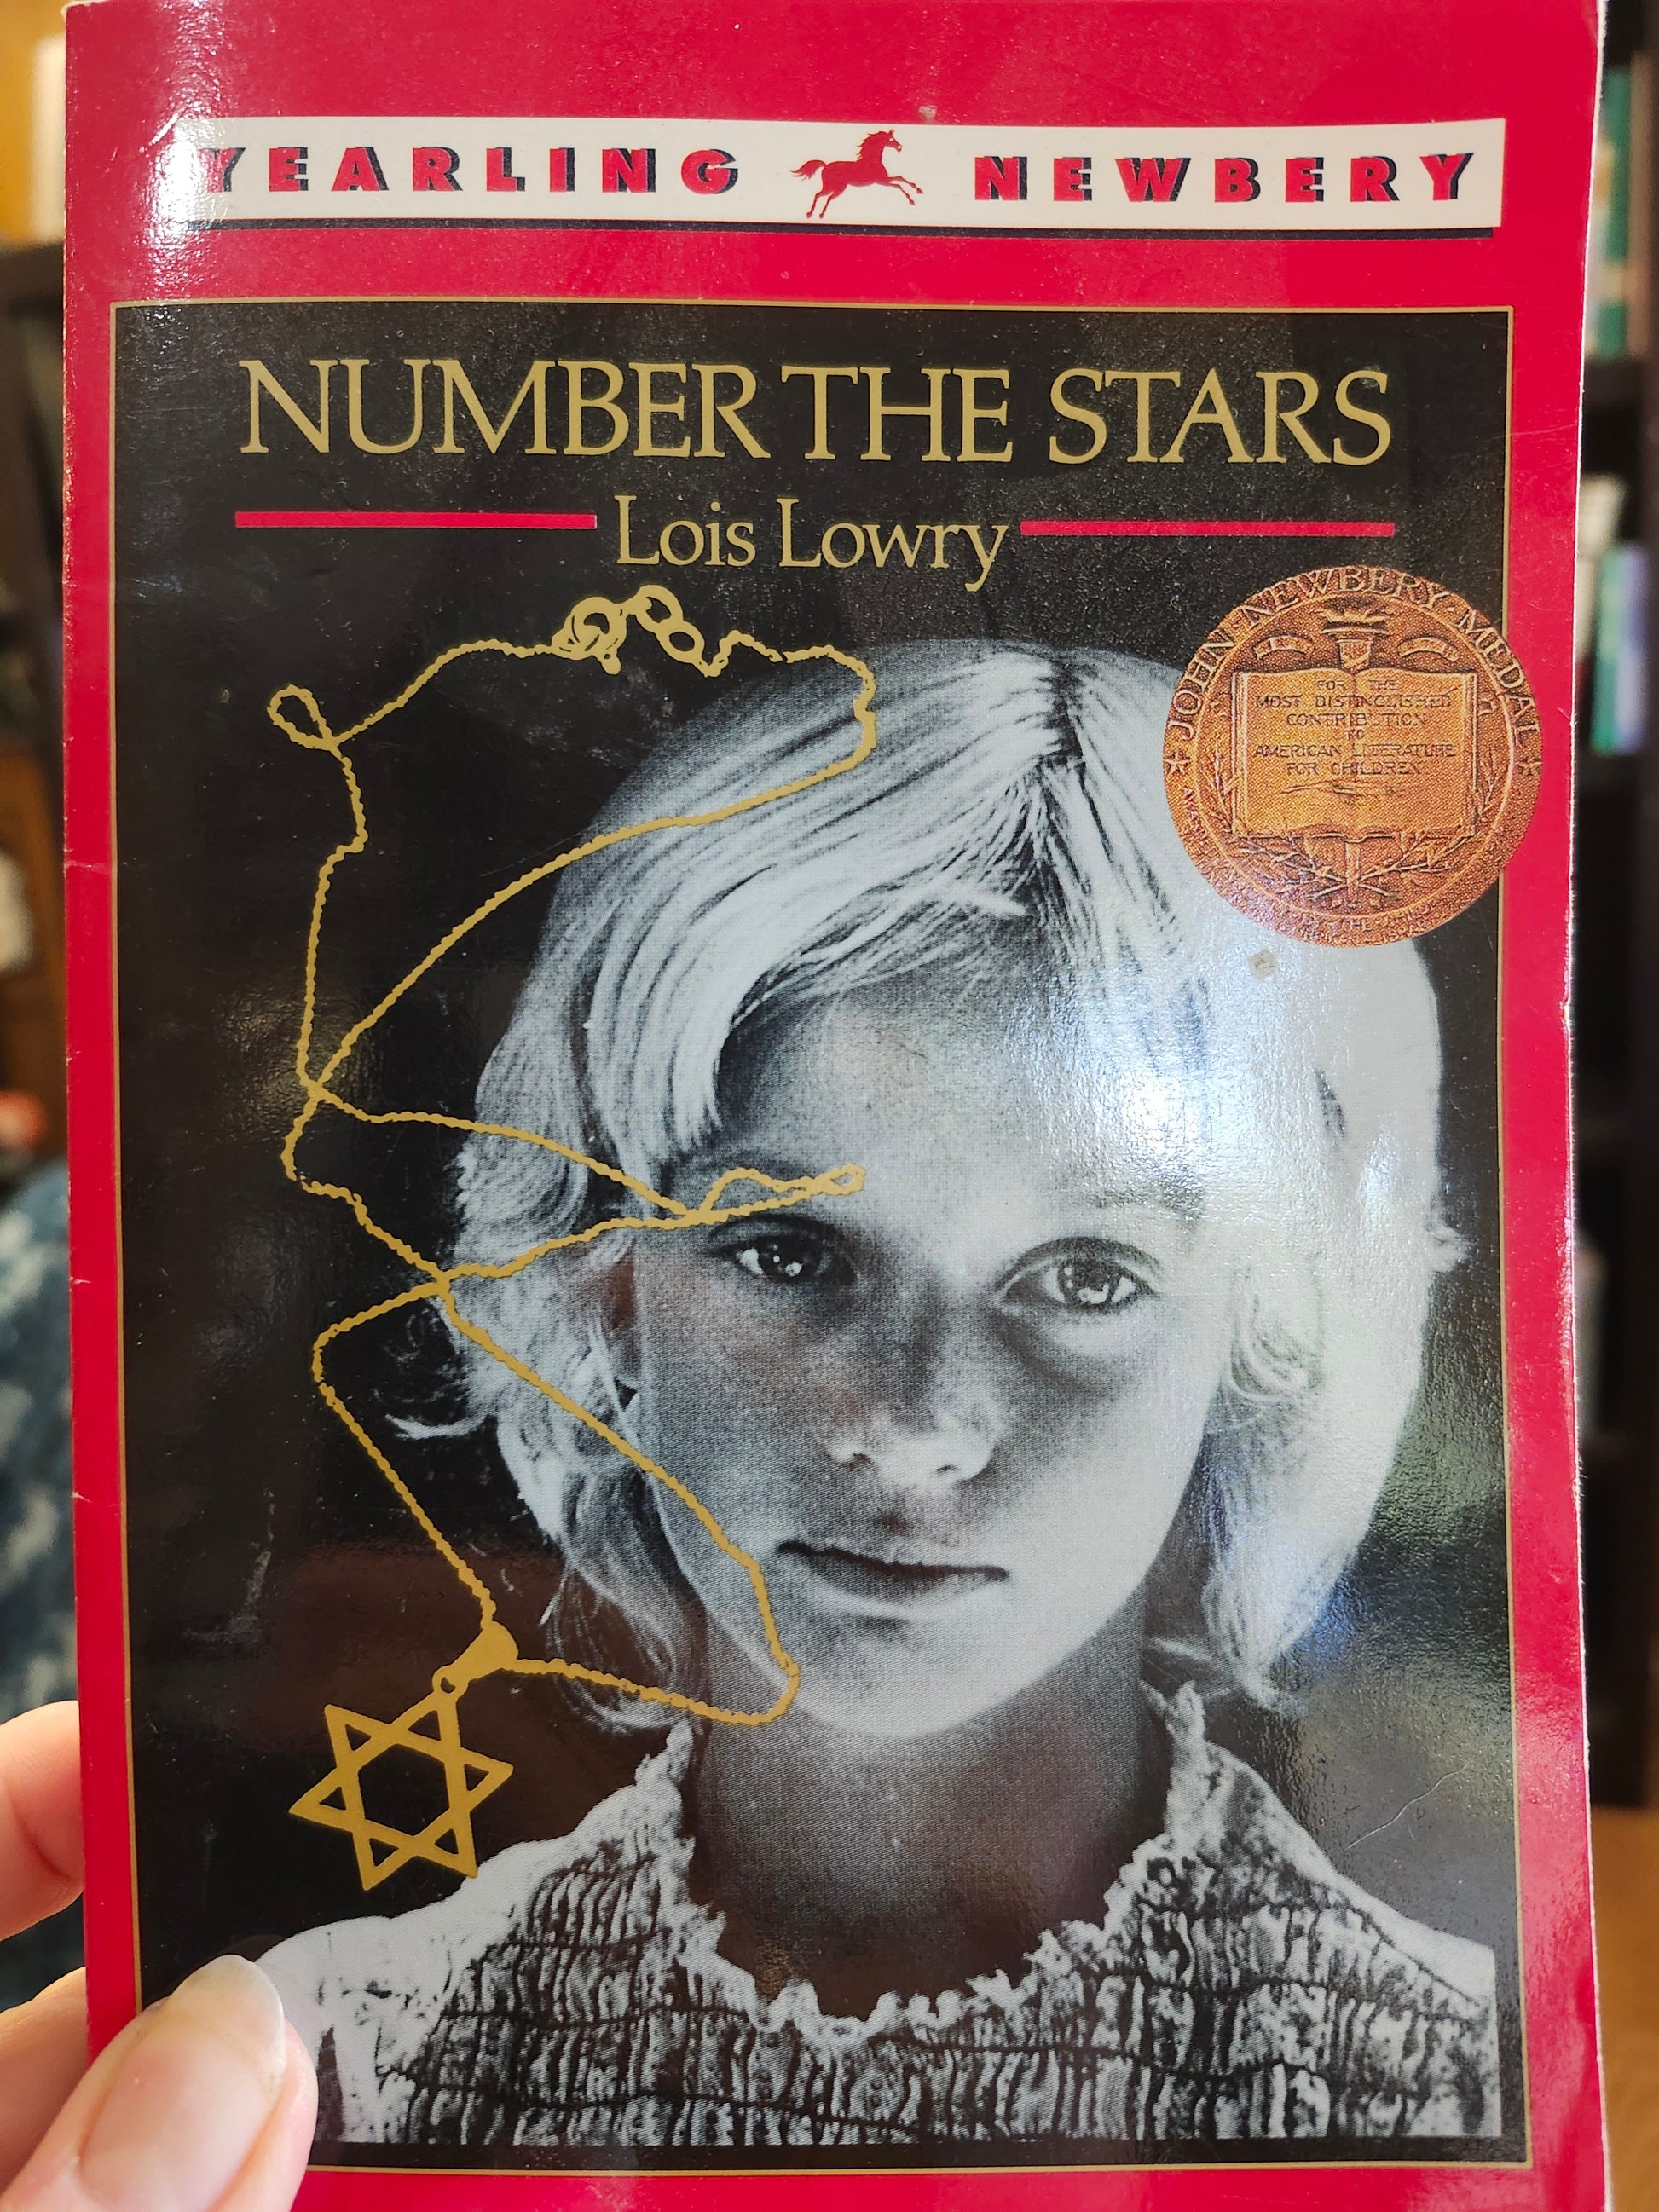 YEARLING NEWBERY
NUMBER THE STARS
Lois Lowry
JOHN NEWBERY MEDAL
FOR THE
MOST DISTINGUISHED
CONTRIBUTION
TO
AMERICAN LITERATURE
FOR CHILDREN